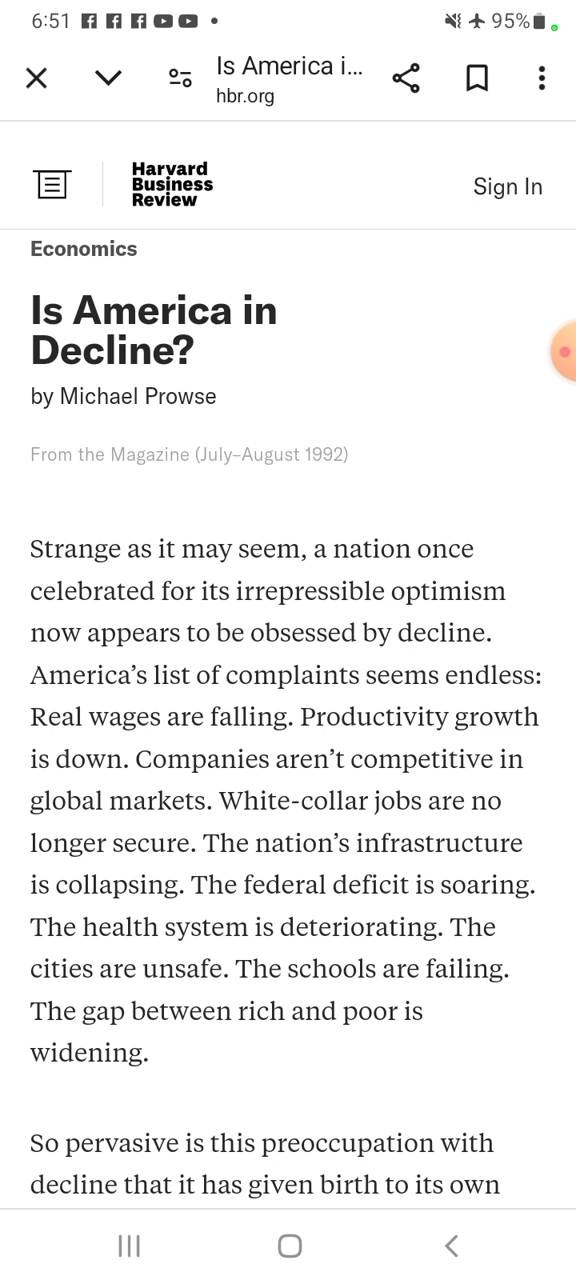 6:51
95%
Is America i...
hbr.org
Harvard
Business
Review
Sign In
Economics
Is America in
Decline?
by Michael Prowse
From the Magazine (July–August 1992)
Strange as it may seem, a nation once
celebrated for its irrepressible optimism
now appears to be obsessed by decline.
America’s list of complaints seems endless:
Real wages are falling. Productivity growth
is down. Companies aren’t competitive in
global markets. White-collar jobs are no
longer secure. The nation’s infrastructure
is collapsing. The federal deficit is soaring.
The health system is deteriorating. The
cities are unsafe. The schools are failing.
The gap between rich and poor is
widening.
So pervasive is this preoccupation with
decline that it has given birth to its own